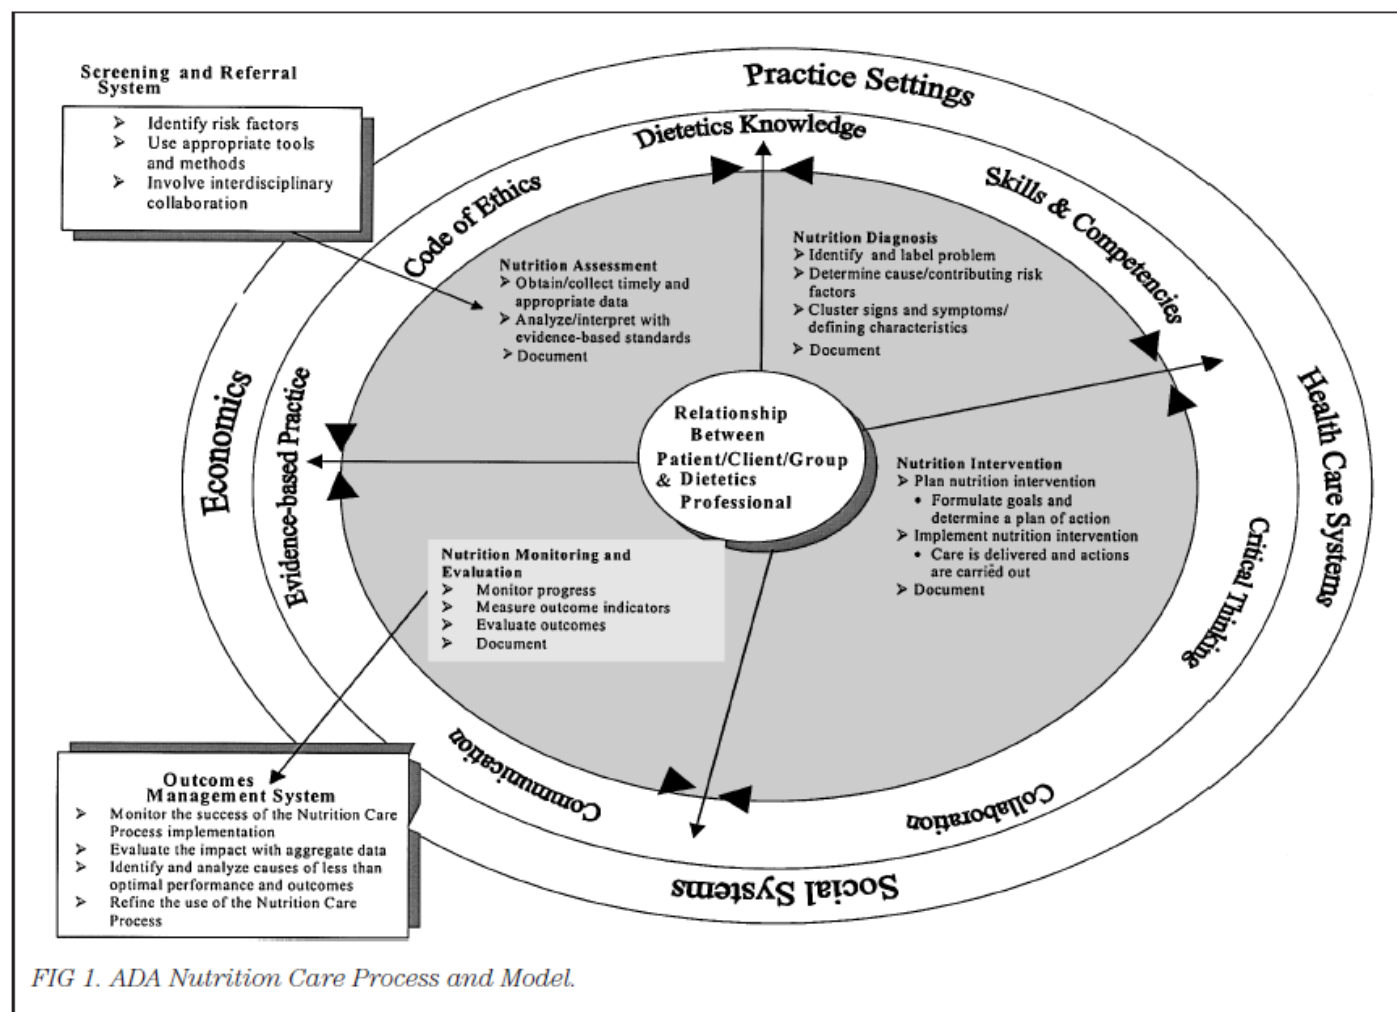 Screening and Referral
System
➤ Identify risk factors
➤ Use appropriate tools
and methods
➤ Involve interdisciplinary
collaboration
Practice Settings
Dietetics Knowledge
Code of Ethics
Skills & Competencies
Economics
Evidence-based Practice
Health Care Systems
Critical Thinking
Collaboration
Communication
Social Systems
Nutrition Assessment
➤ Obtain/collect timely and
appropriate data
➤ Analyze/interpret with
evidence-based standards
➤ Document
Nutrition Diagnosis
➤ Identify and label problem
➤ Determine cause/contributing risk
factors
➤ Cluster signs and symptoms/
defining characteristics
➤ Document
Relationship
Between
Patient/Client/Group
& Dietetics
Professional
Nutrition Intervention
➤ Plan nutrition intervention
• Formulate goals and
determine a plan of action
➤ Implement nutrition intervention
• Care is delivered and actions
are carried out
➤ Document
Nutrition Monitoring and
Evaluation
➤ Monitor progress
➤ Measure outcome indicators
➤ Evaluate outcomes
➤ Document
Outcomes
Management System
➤ Monitor the success of the Nutrition Care
Process implementation
➤ Evaluate the impact with aggregate data
➤ Identify and analyze causes of less than
optimal performance and outcomes
➤ Refine the use of the Nutrition Care
Process
FIG 1. ADA Nutrition Care Process and Model.